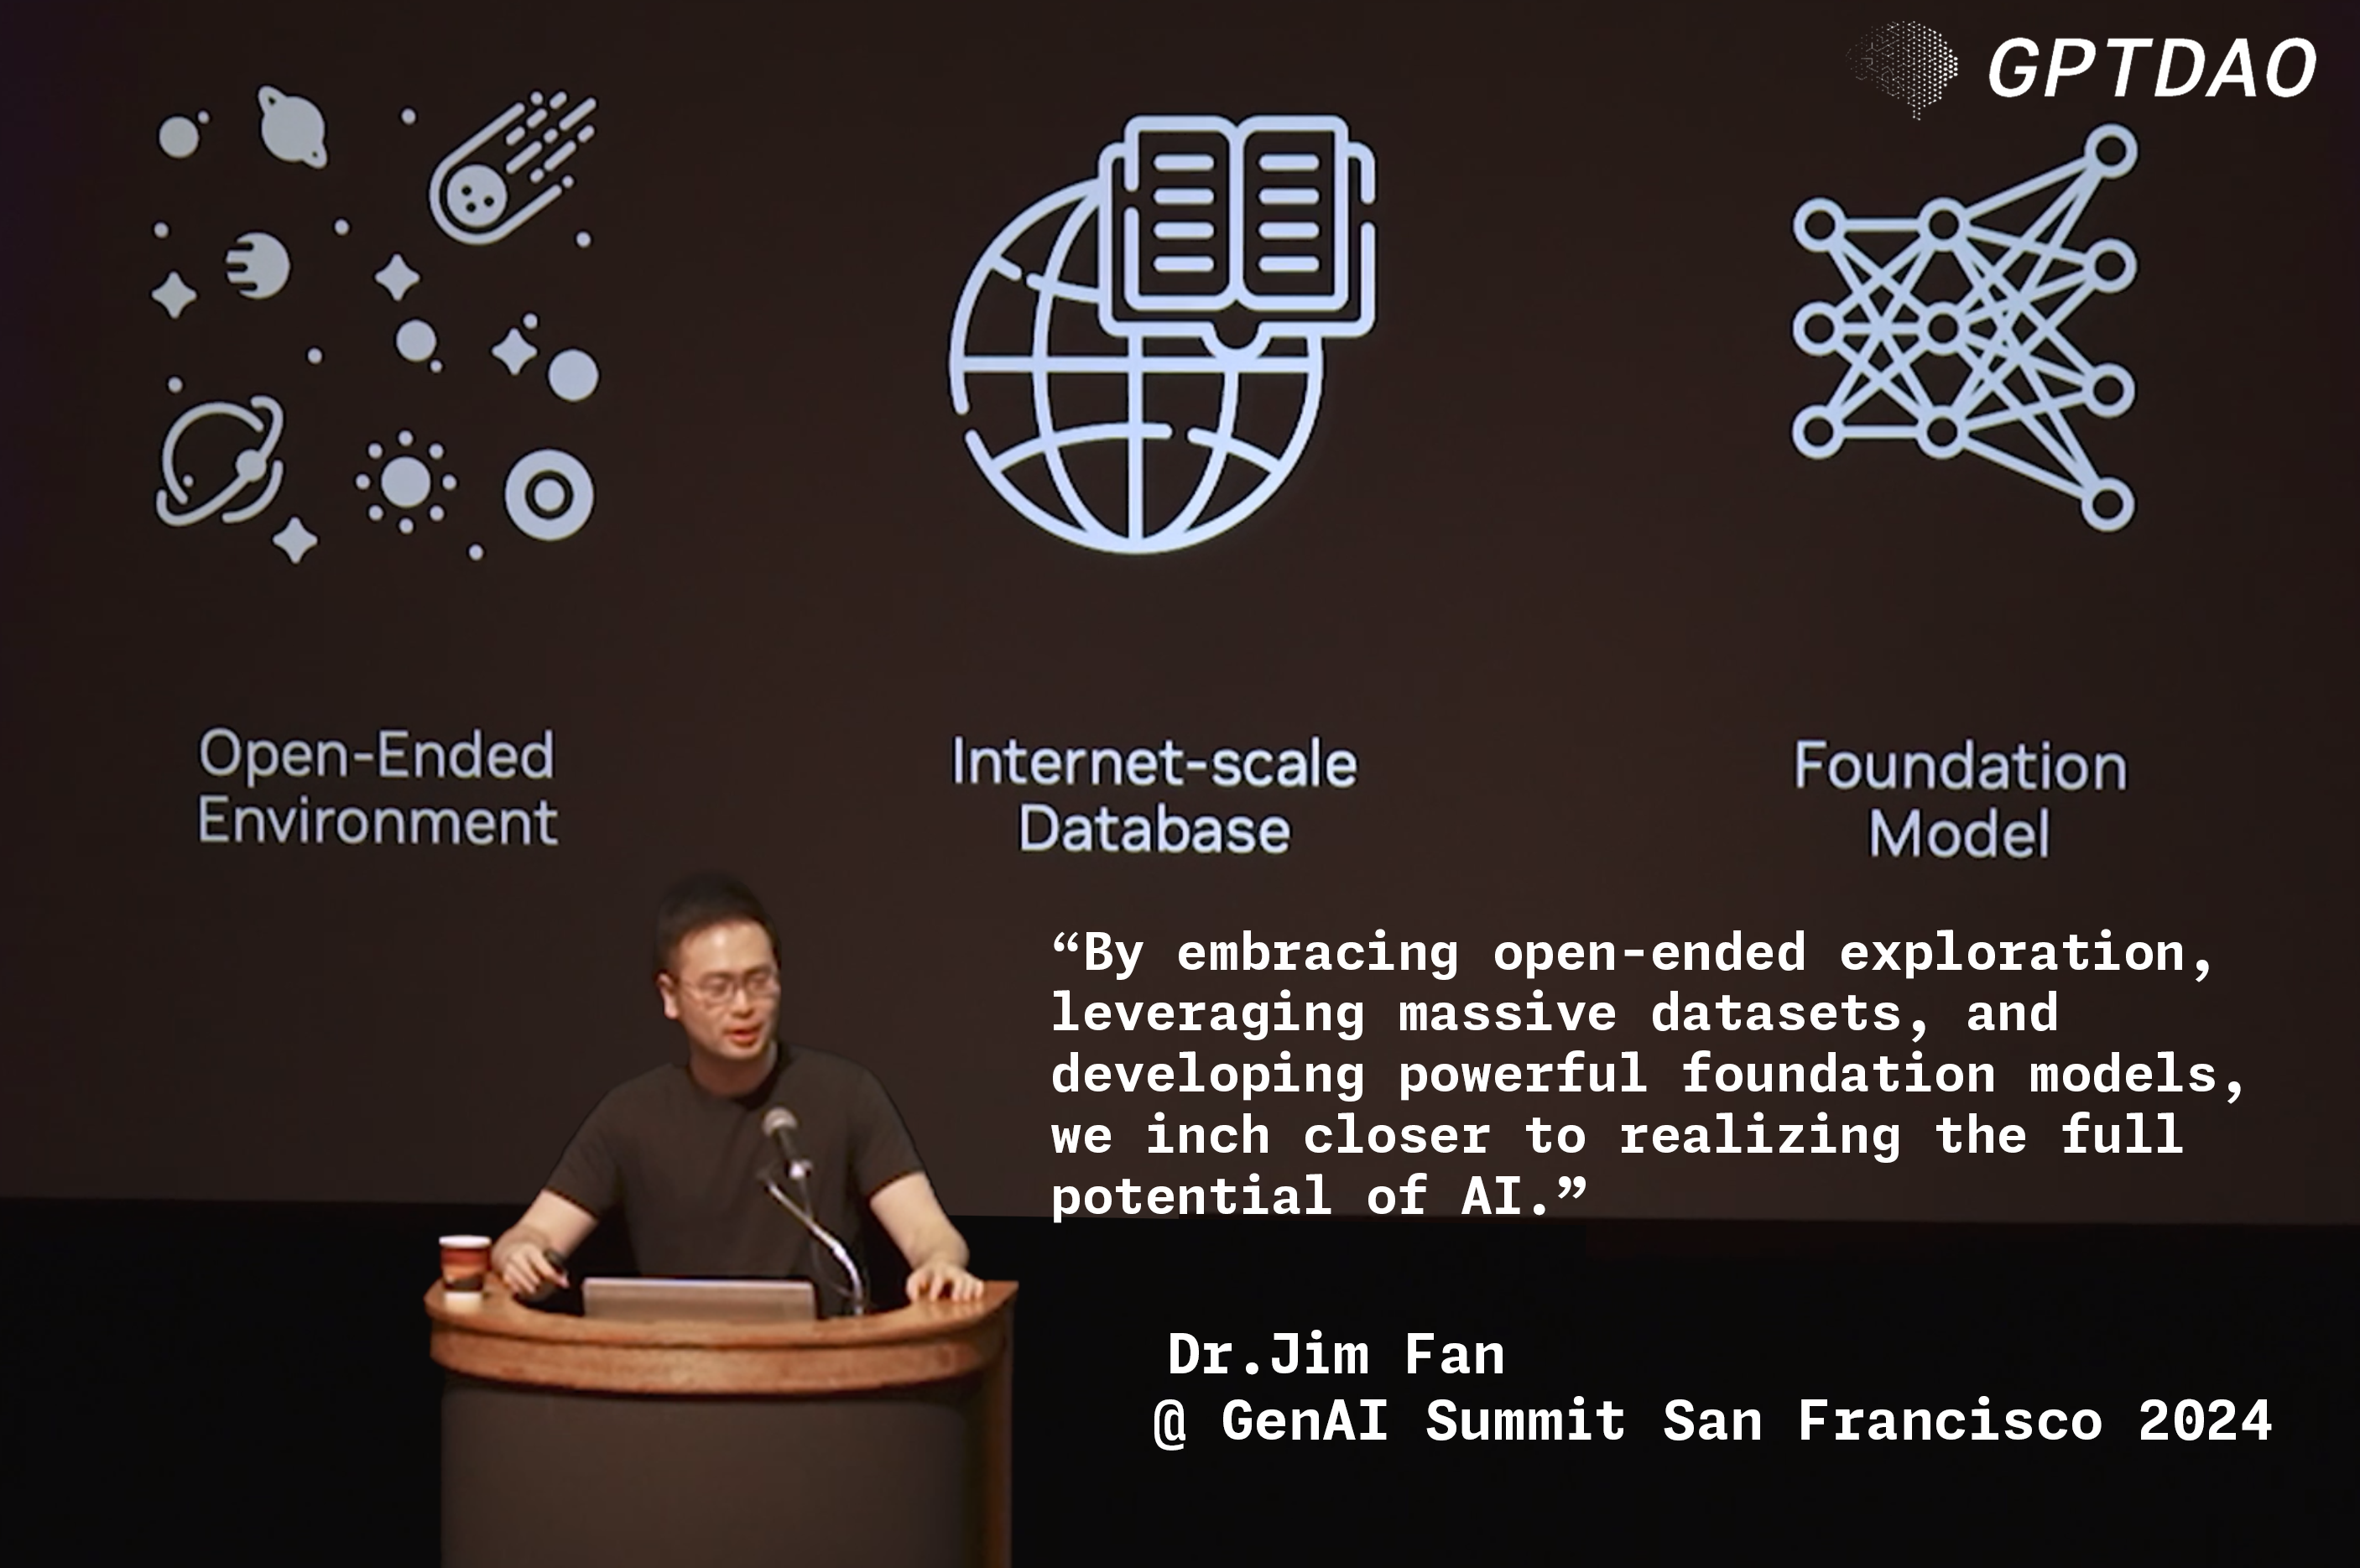 GPTDAO
Open-Ended
Environment
Internet-scale
Database
Foundation
Model
“By embracing open-ended exploration,
leveraging massive datasets, and
developing powerful foundation models,
we inch closer to realizing the full
potential of AI.”
Dr.Jim Fan
@ GenAI Summit San Francisco 2024